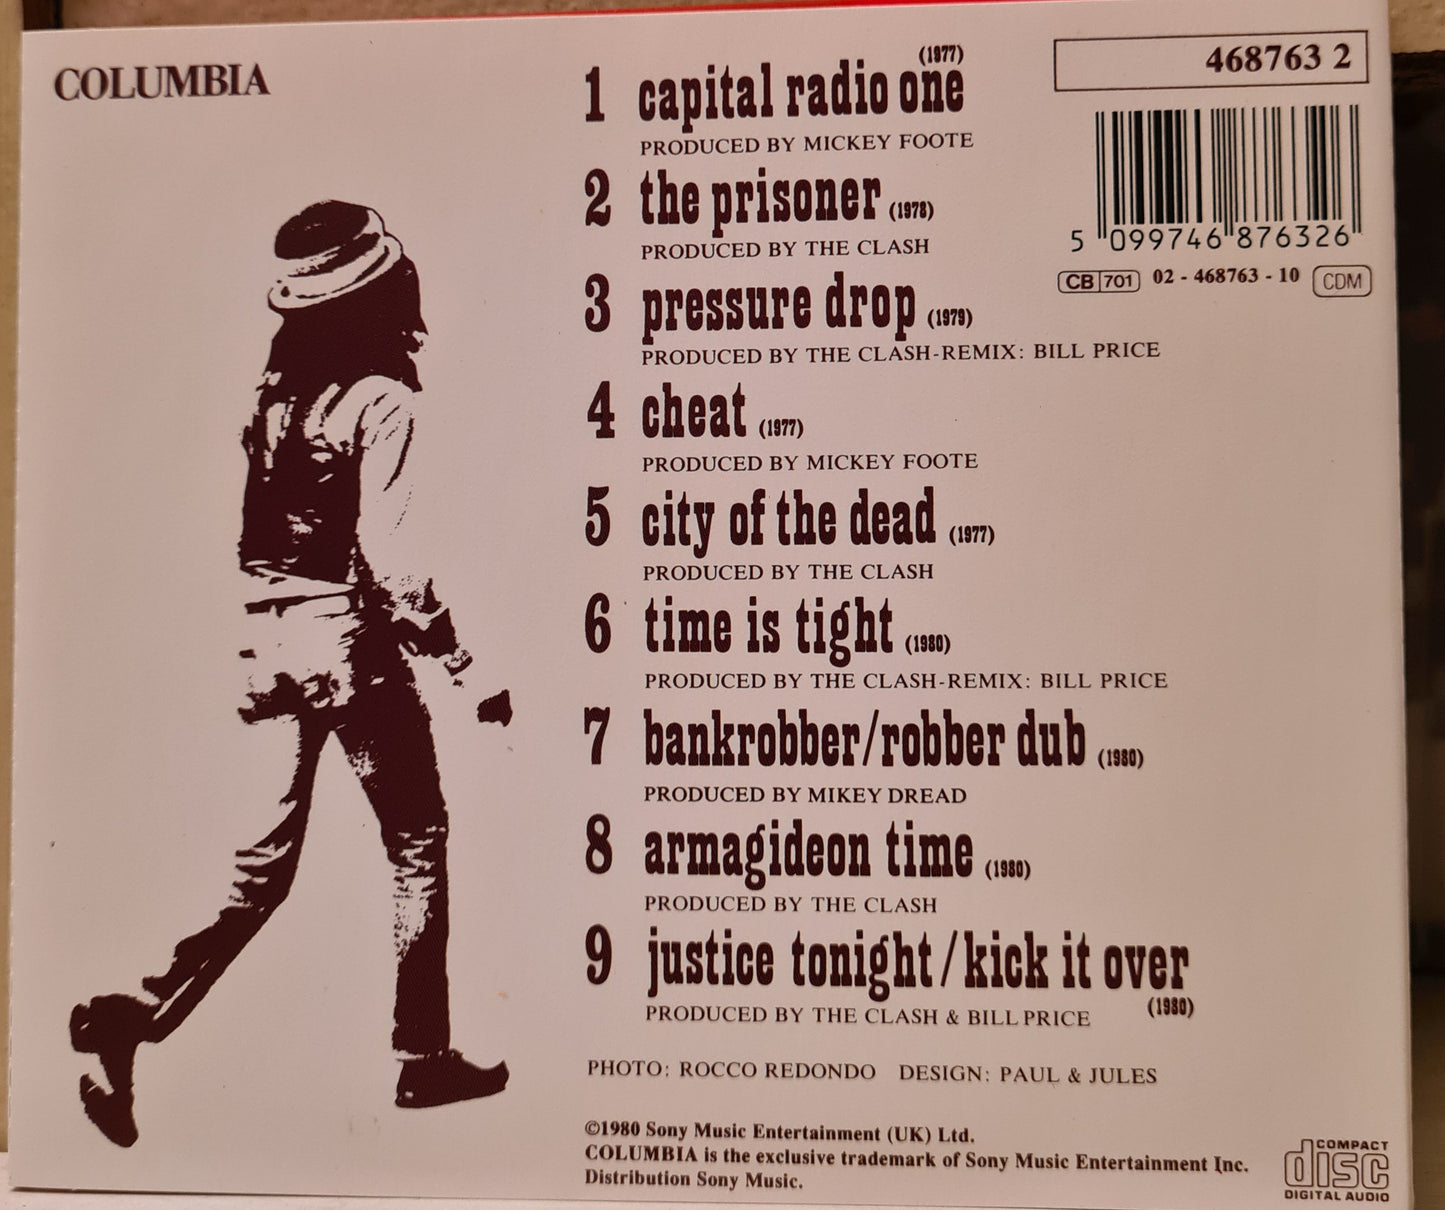 COLUMBIA
1 capital radio one (1977)
PRODUCED BY MICKEY FOOTE
2 the prisoner (1978)
PRODUCED BY THE CLASH
3 pressure drop (1979)
PRODUCED BY THE CLASH-REMIX: BILL PRICE
4 cheat (1977)
PRODUCED BY MICKEY FOOTE
5 city of the dead (1977)
PRODUCED BY THE CLASH
6 time is tight (1980)
PRODUCED BY THE CLASH-REMIX: BILL PRICE
7 bankrobber/robber dub (1980)
PRODUCED BY MIKEY DREAD
8 armagideon time (1980)
PRODUCED BY THE CLASH
9 justice tonight/kick it over
(1980)
PRODUCED BY THE CLASH & BILL PRICE
PHOTO: ROCCO REDONDO DESIGN: PAUL & JULES
©1980 Sony Music Entertainment (UK) Ltd.
COLUMBIA is the exclusive trademark of Sony Music Entertainment Inc.
Distribution Sony Music.
468763 2
5 099746 876326
CB 701 02 - 468763 - 10 CDM
COMPACT
disc
DIGITAL AUDIO